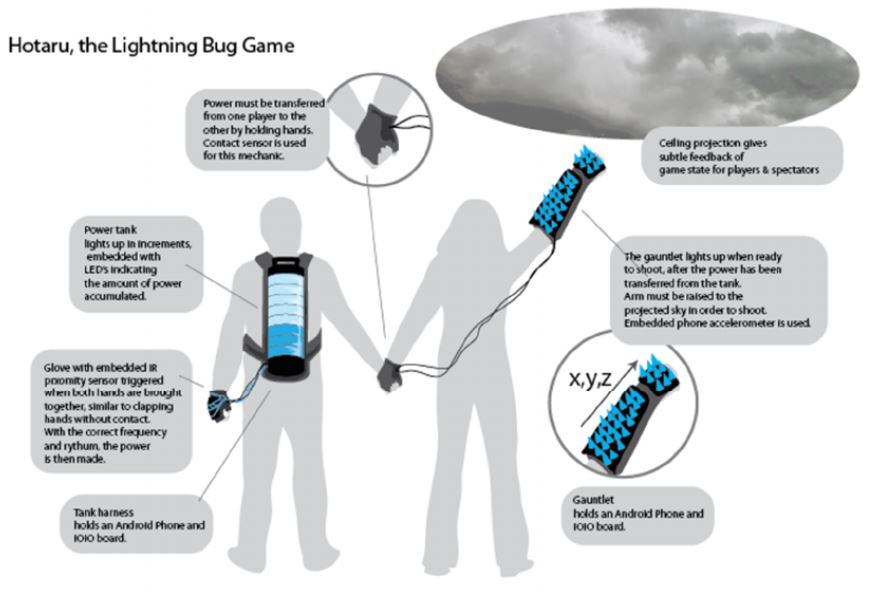 Hotaru, the Lightning Bug Game
Power must be transferred
from one player to the
other by holding hands.
Contact sensor is used
for this mechanic.
Ceiling projection gives
subtle feedback of
game state for players & spectators
Power tank
lights up in increments,
embedded with
LED's indicating
the amount of power
accumulated.
The gauntlet lights up when ready
to shoot, after the power has been
transferred from the tank.
Arm must be raised to the
projected sky in order to shoot.
Embedded phone accelerometer is used.
Glove with embedded IR
priomity sensor triggered
when both hands are brought
together, similar to clapping
hands without contact.
With the correct frequency
and rythum, the power
is then made.
x,y,z
Tank harness
holds an Android Phone and
IOIO board.
Gauntlet
holds an Android Phone and
IOIO board.